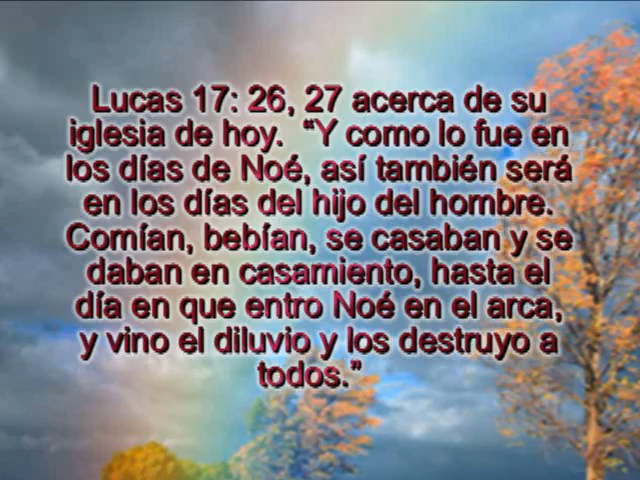 Lucas 17: 26, 27 acerca de su
iglesia de hoy.  “Y como lo fue en
los días de Noé, así también será
en los días del hijo del hombre.
Comían, bebían, se casaban y se
daban en casamiento, hasta el
día en que entro Noé en el arca,
y vino el diluvio y los destruyo a
todos.”